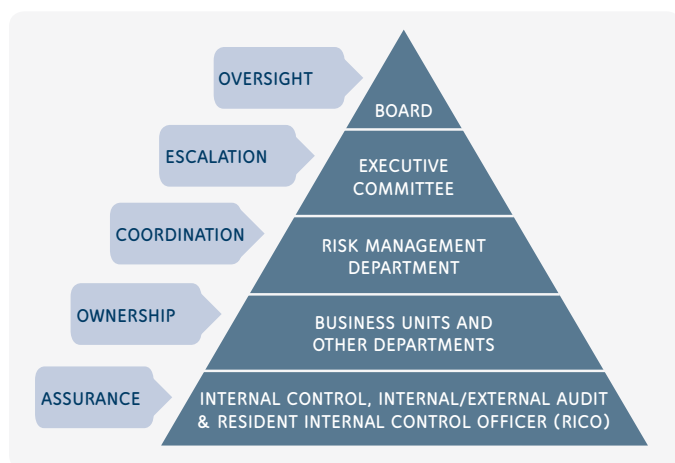 OVERSIGHT
BOARD
ESCALATION
EXECUTIVE
COMMITTEE
COORDINATION
RISK MANAGEMENT
DEPARTMENT
OWNERSHIP
BUSINESS UNITS AND
OTHER DEPARTMENTS
ASSURANCE
INTERNAL CONTROL, INTERNAL/EXTERNAL AUDIT
& RESIDENT INTERNAL CONTROL OFFICER (RICO)